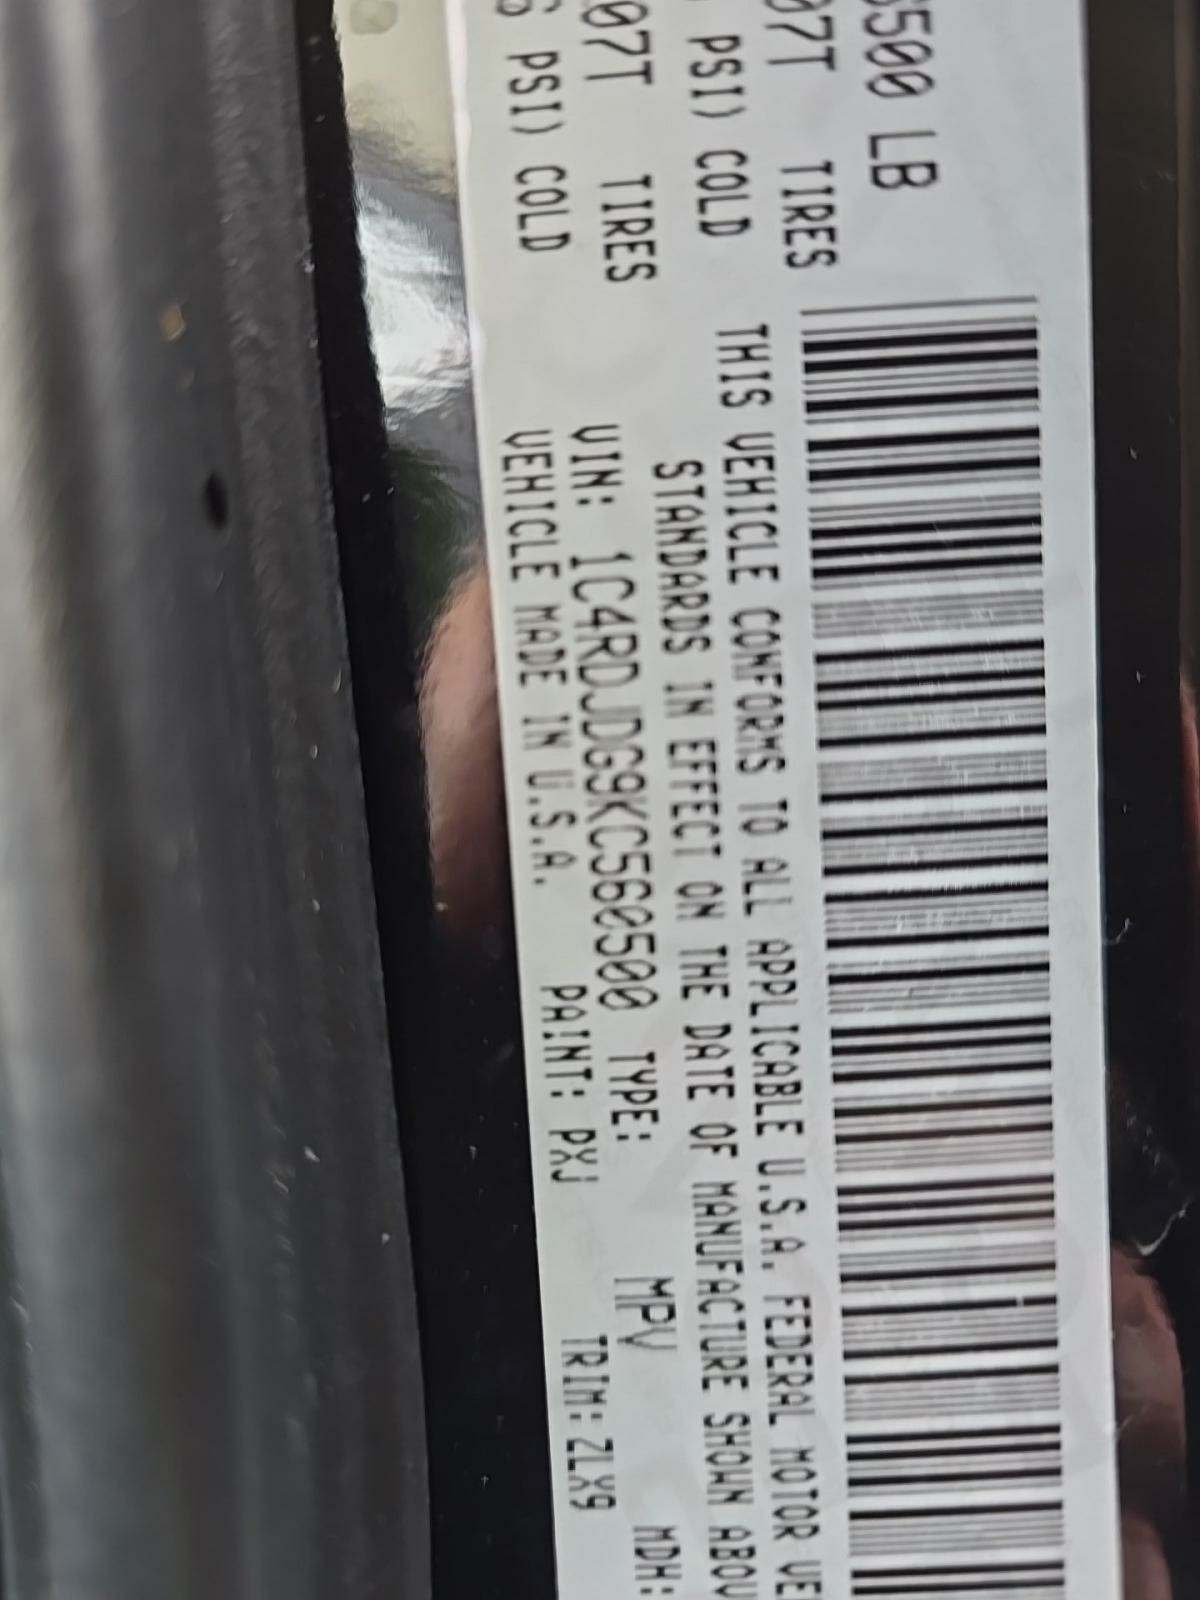 6500 LB
07T TIRES
PSI) COLD
07T TIRES
PSI) COLD
THIS VEHICLE CONFORMS TO ALL APPLICABLE U.S.A. FEDERAL MOTOR VE
STANDARDS IN EFFECT ON THE DATE OF MANUFACTURE SHOWN ABOV
VIN: 1C4RDJDG9KC560500 TYPE: MPV MDH:
VEHICLE MADE IN U.S.A. PAINT: PXJ TRIM: ZLX9